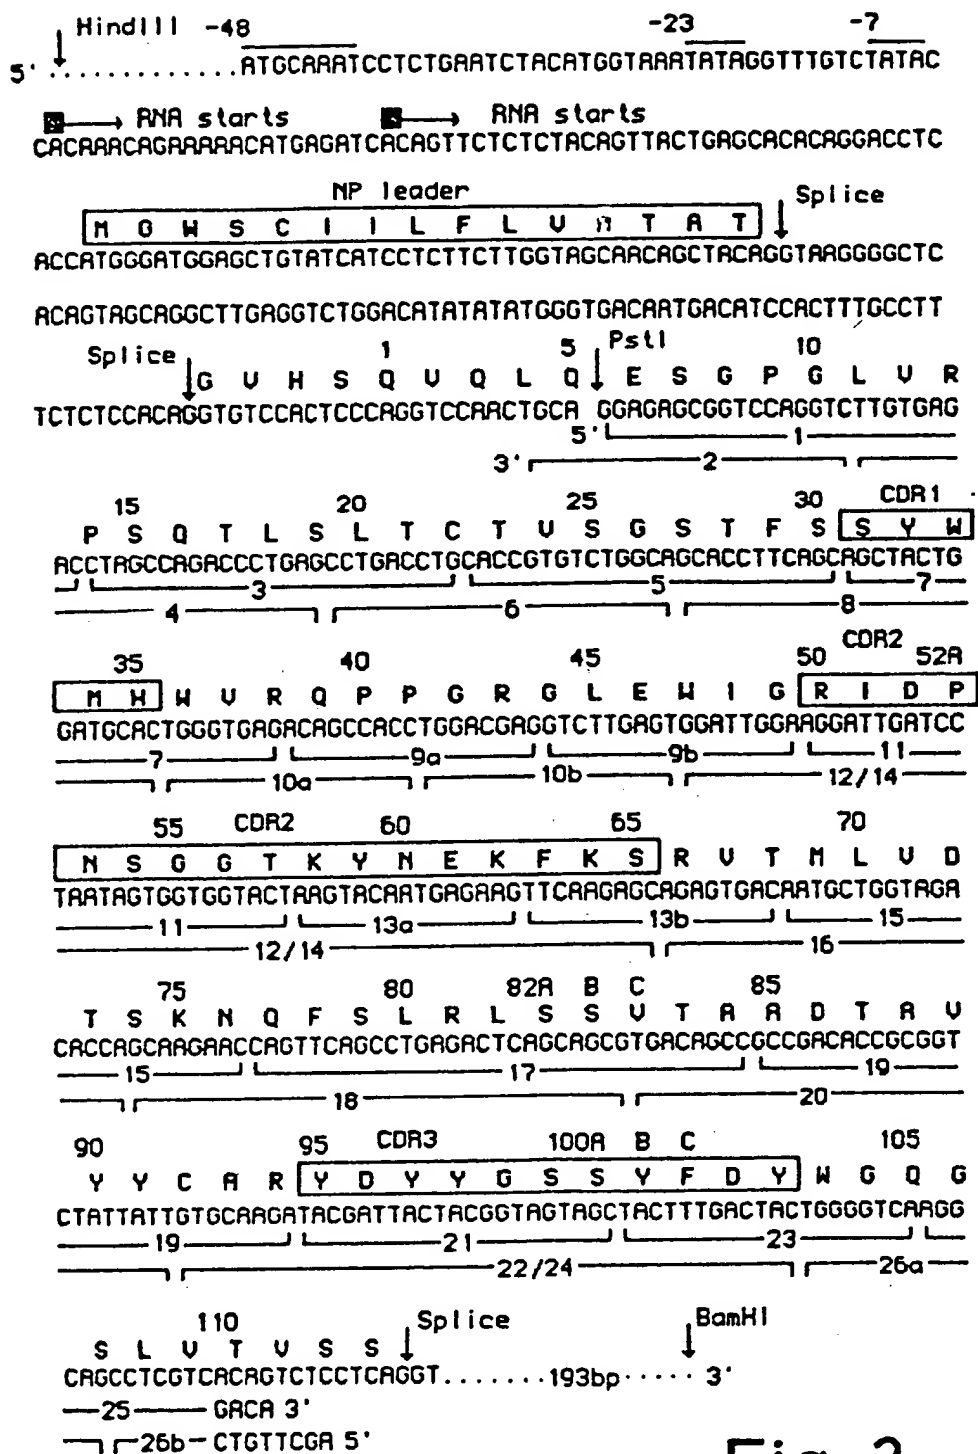 HindIII -48 -23 -7
5' ............. ATGCAAATCCTCTGAATCTACATGGTAAATATAGGTTTGTCTATAC
RNA starts RNA starts
CACAAACAGAAAAACATGAGATCACAGTTCTCTCTACAGTTACTGAGCACACAGGACCTC
NP leader Splice
M G W S C I I L F L V A T A T
ACCATGGGATGGAGCTGTATCATCCTCTTCTTGGTAGCAACAGCTACAGGTAAGGGGCTC
ACAGTAGCAGGCTTGAGGTCTGGACATATATATGGGTGACAATGACATCCACTTTGCCTT
Splice 1 5 PstI 10
G V H S Q V Q L Q E S G P G L V R
TCTCTCCACAGGTGTCCACTCCCAGGTCCAACTGCA GGAGAGCGGTCCAGGTCTTGTGAG
5' 1
3' 2
15 20 25 30 CDR1
P S Q T L S L T C T V S G S T F S S Y W
ACCTAGCCAGACCCTGAGCCTGACCTGCACCGTGTCTGGCAGCACCTTCAGCAGCTACTG
3 5 7
4 6 8
35 40 45 50 CDR2 52A
M H W V R Q P P G R G L E W I G R I D P
GATGCACTGGGTGAGACAGCCACCTGGACGAGGTCTTGAGTGGATTGGAAGGATTGATCC
7 9a 9b 11
10a 10b 12/14
55 CDR2 60 65 70
N S G G T K Y N E K F K S R V T M L V D
TAATAGTGGTGGTACTAAGTACAATGAGAAGTTCAAGAGCAGAGTGACAATGCTGGTAGA
11 13a 13b 15
12/14 16
75 80 82A B C 85
T S K N Q F S L R L S S V T A A D T A V
CACCAGCAAGAACCAGTTCAGCCTGAGACTCAGCAGCGTGACAGCCGCCGACACCGCGGT
15 17 19
18 20
90 95 CDR3 100A B C 105
Y Y C A R Y D Y Y G S S Y F D Y W G Q G
CTATTATTGTGCAAGATACGATTACTACGGTAGTAGCTACTTTGACTACTGGGGTCAAGG
19 21 23
22/24 26a
110 Splice BamHI
S L V T V S S
CAGCCTCGTCACAGTCTCCTCAGGT.......193bp...... 3'
25 GACA 3'
26b CTGTTCGA 5'